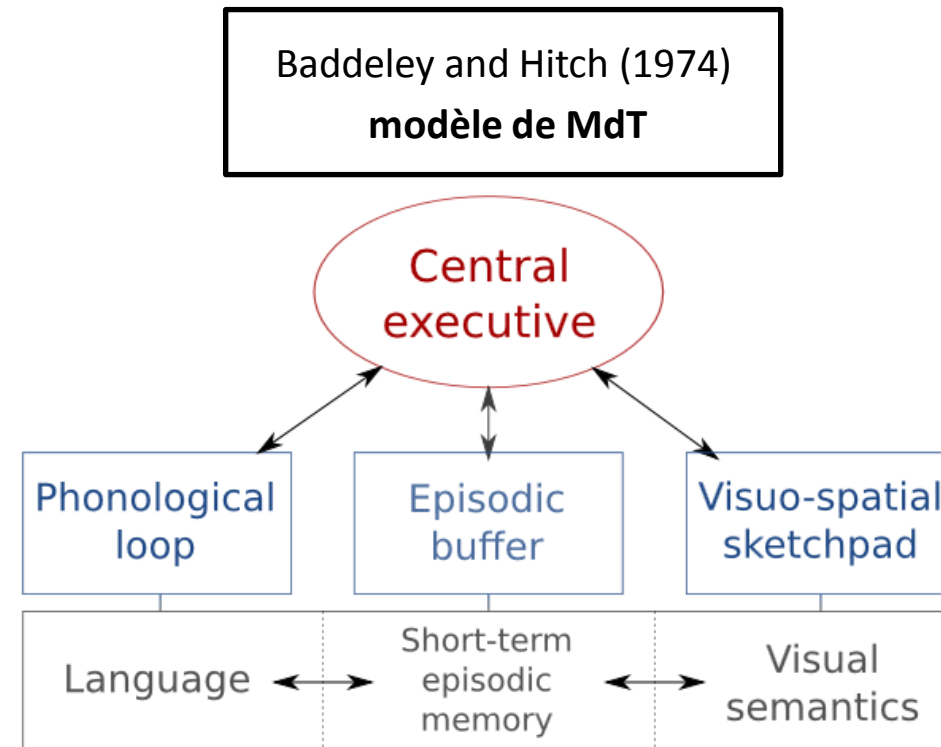 Baddeley and Hitch (1974)
modèle de MdT
Central
executive
Phonological
loop
Episodic
buffer
Visuo-spatial
sketchpad
Language
Short-term
episodic
memory
Visual
semantics